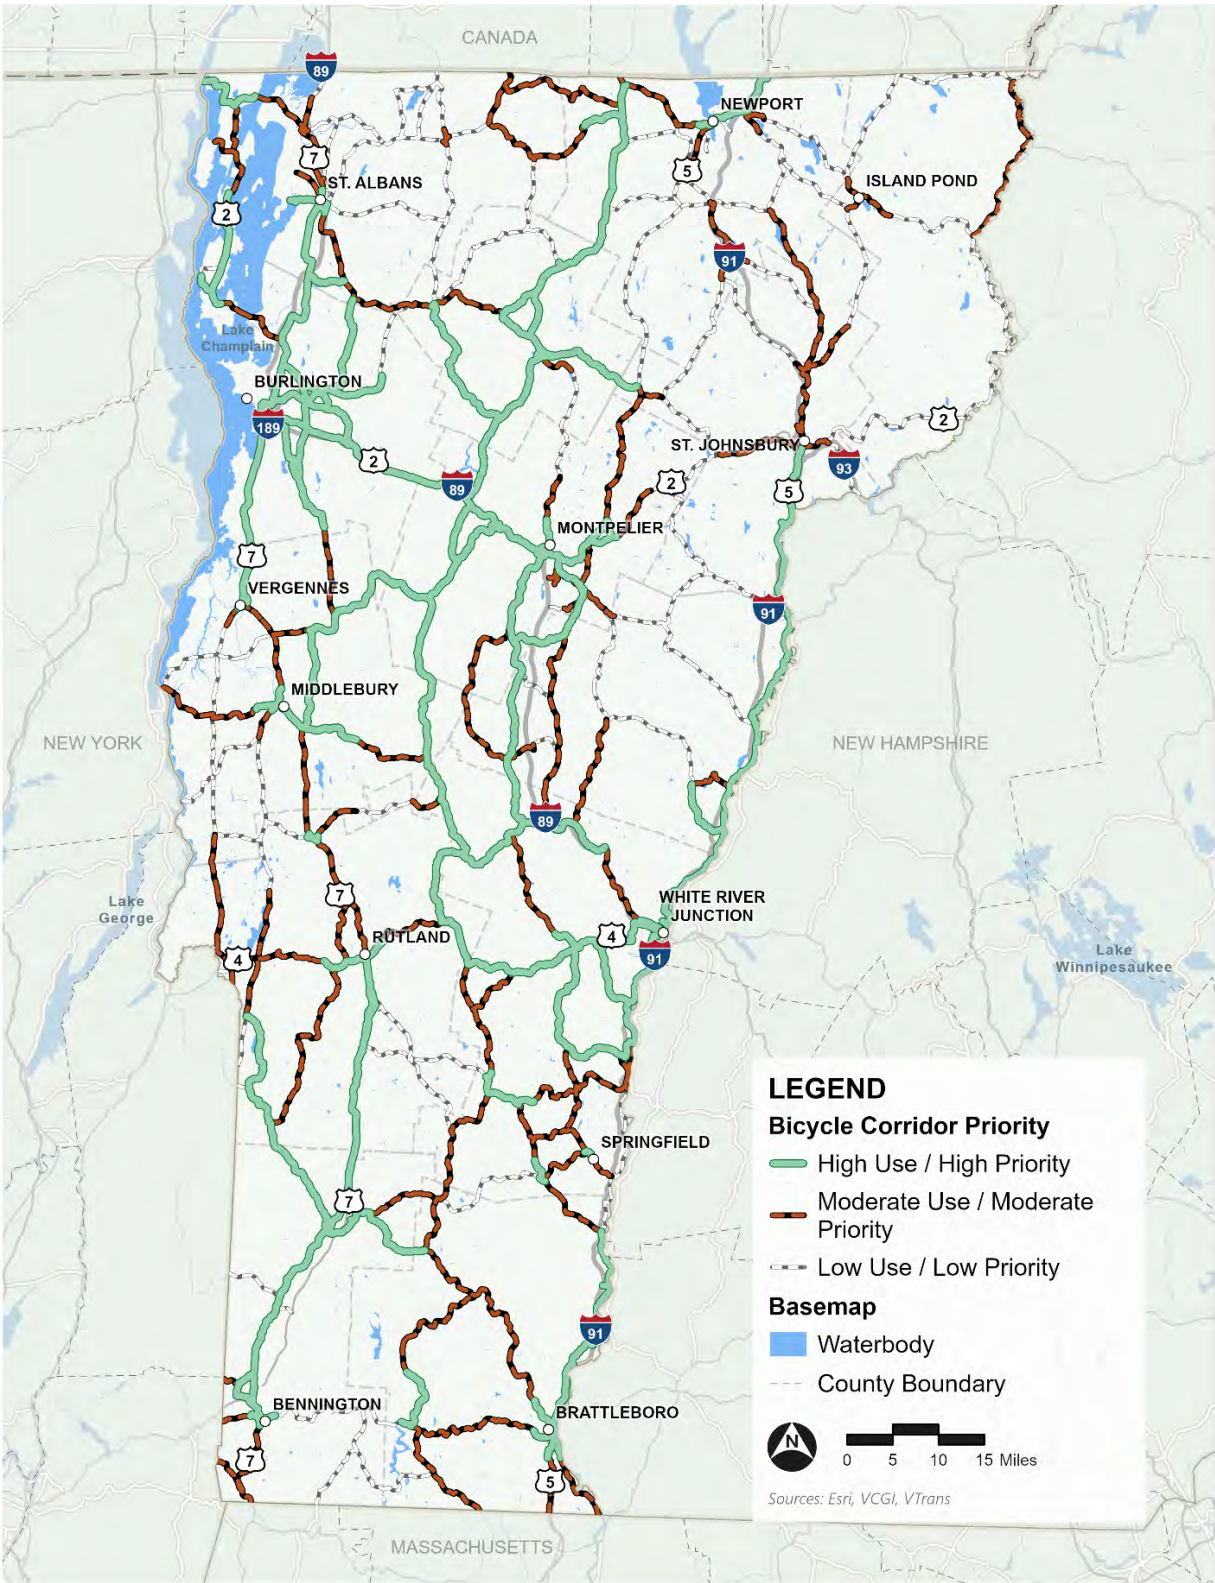 CANADA
89
NEWPORT
7
5
ST. ALBANS
ISLAND POND
2
91
Lake
Champlain
BURLINGTON
189
2
ST. JOHNSBURY
2
89
2
93
5
MONTPELIER
7
VERGENNES
91
MIDDLEBURY
NEW YORK
NEW HAMPSHIRE
89
7
WHITE RIVER
JUNCTION
Lake
George
RUTLAND
4
4
91
Lake
Winnipesaukee
SPRINGFIELD
7
91
BENNINGTON
BRATTLEBORO
7
5
MASSACHUSETTS
LEGEND
Bicycle Corridor Priority
High Use / High Priority
Moderate Use / Moderate
Priority
Low Use / Low Priority
Basemap
Waterbody
County Boundary
N
0 5 10 15 Miles
Sources: Esri, VCGI, VTrans